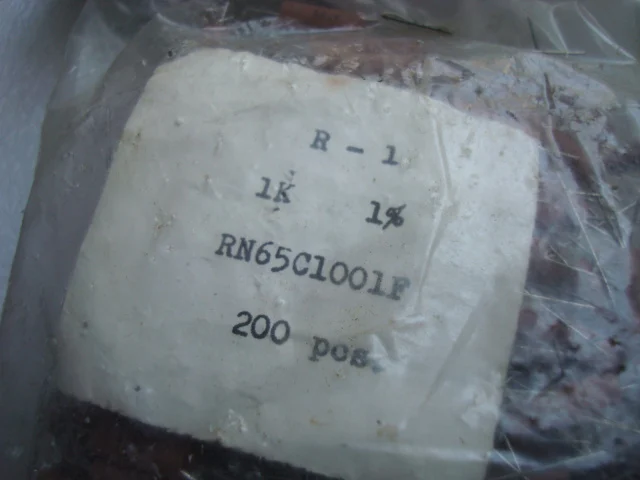 R - 1
1K 1%
RN65C1001F
200 pcs.